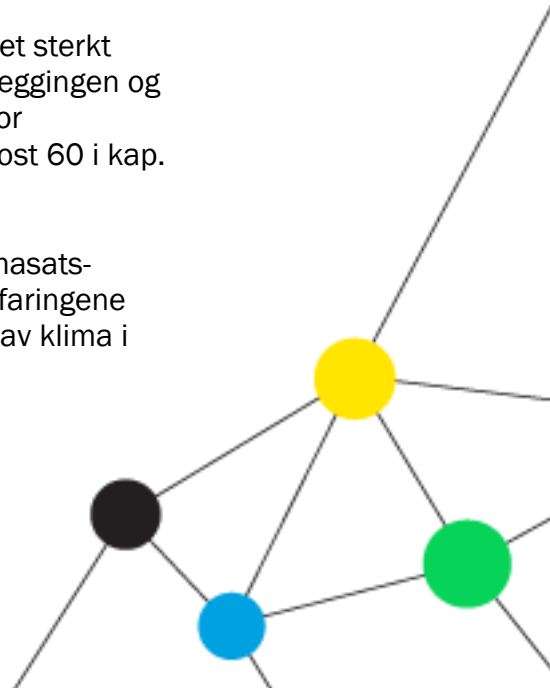 et sterkt
eggingen og
or
ost 60 i kap.
nasats-
faringene
av klima i